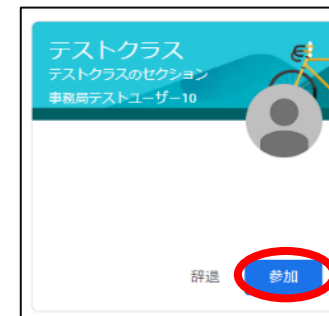 テストクラス
テストクラスのセクション
事務局テストユーザー10
辞退
参加